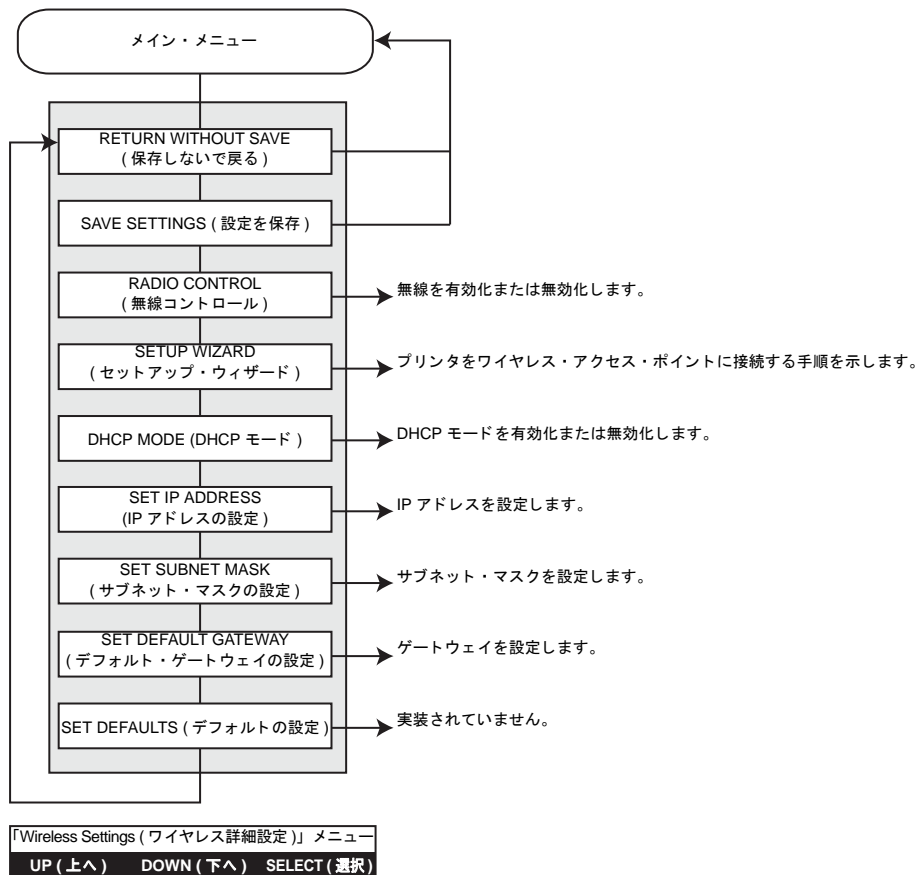 メイン・メニュー
RETURN WITHOUT SAVE
( 保存しないで戻る )
SAVE SETTINGS ( 設定を保存 )
RADIO CONTROL
( 無線コントロール )
無線を有効化または無効化します。
SETUP WIZARD
( セットアップ・ウィザード )
プリンタをワイヤレス・アクセス・ポイントに接続する手順を示します。
DHCP MODE (DHCP モード )
DHCP モードを有効化または無効化します。
SET IP ADDRESS
(IP アドレスの設定 )
IP アドレスを設定します。
SET SUBNET MASK
( サブネット・マスクの設定 )
サブネット・マスクを設定します。
SET DEFAULT GATEWAY
( デフォルト・ゲートウェイの設定 )
ゲートウェイを設定します。
SET DEFAULTS ( デフォルトの設定 )
実装されていません。
「Wireless Settings ( ワイヤレス詳細設定 )」メニュー
UP ( 上へ ) DOWN ( 下へ ) SELECT ( 選択 )